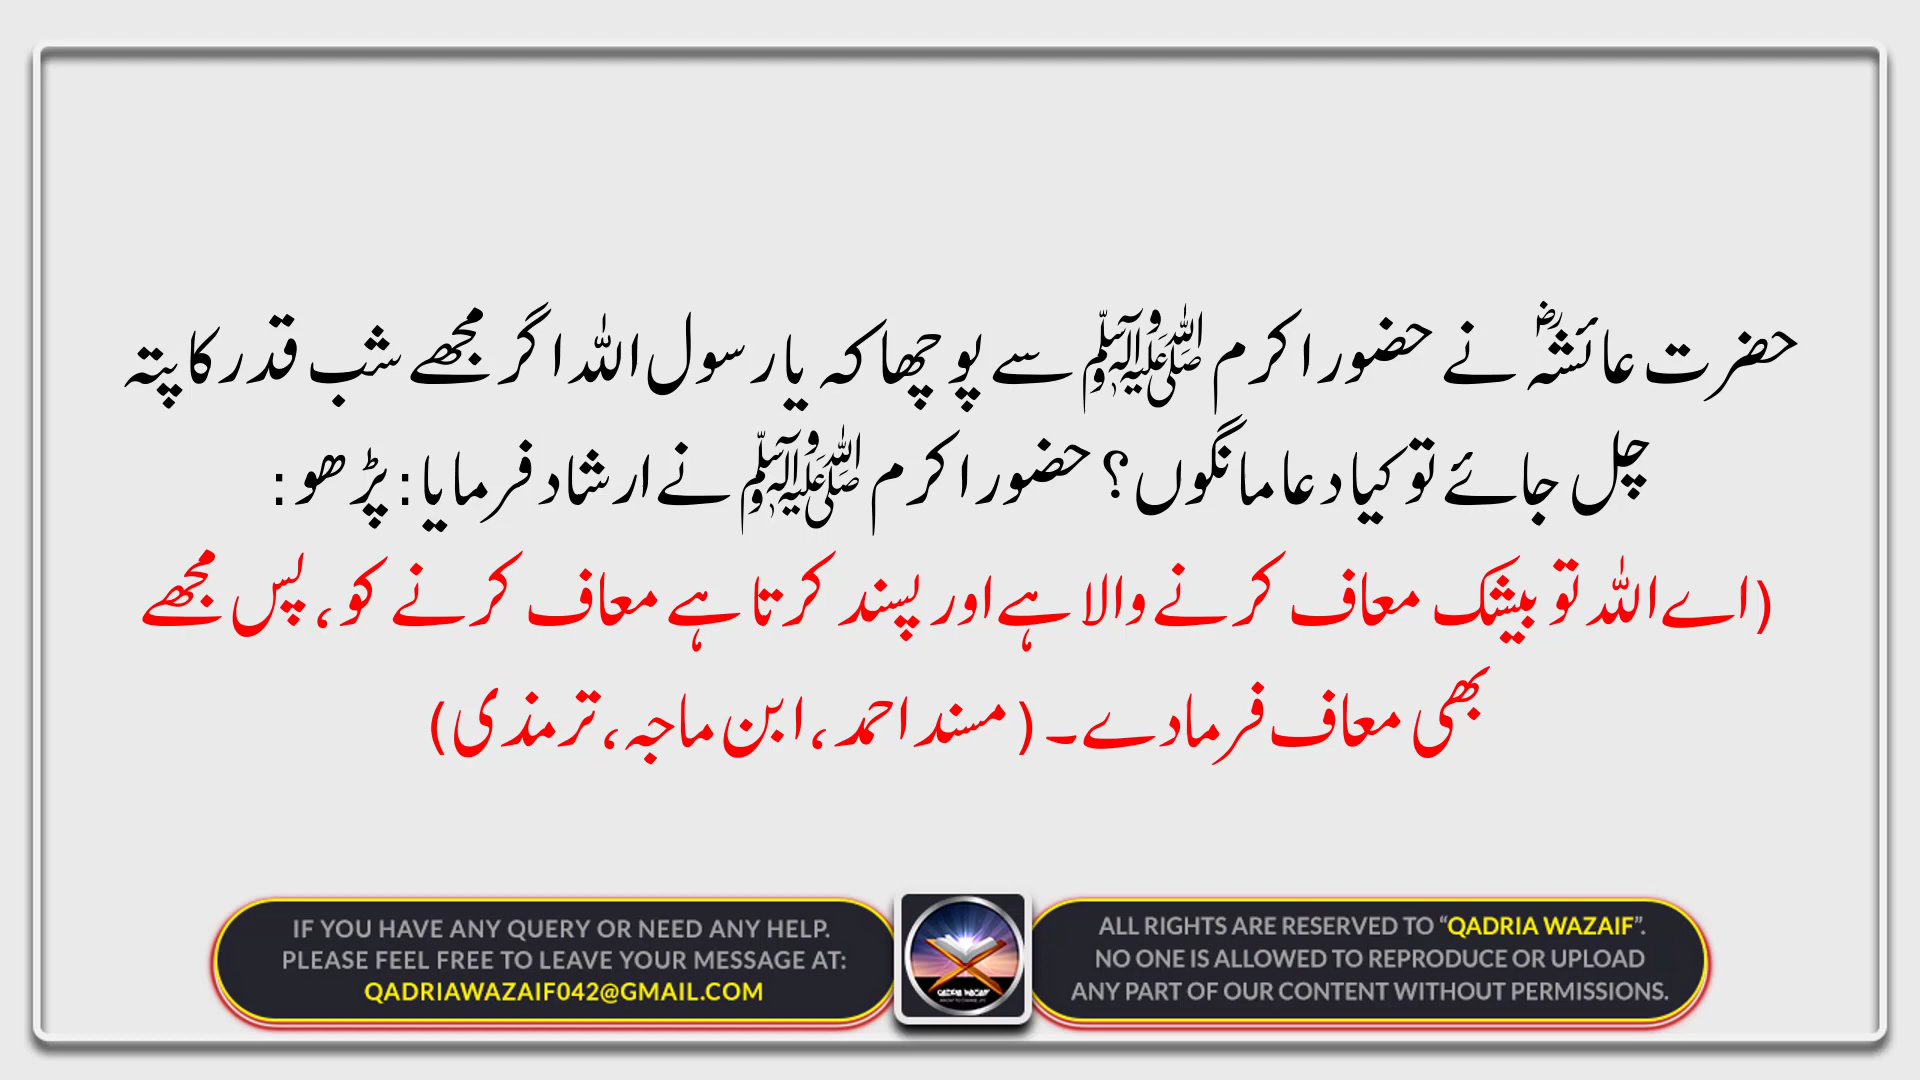 حضرت عائشہؓ نے حضور اکرم ﷺ سے پوچھا کہ یا رسول اللہ اگر مجھے شب قدر کا پتہ
چل جائے تو کیا دعا مانگوں؟ حضور اکرم ﷺ نے ارشاد فرمایا: پڑھو:
(اے اللہ تو بیشک معاف کرنے والا ہے اور پسند کرتا ہے معاف کرنے کو، پس مجھے
بھی معاف فرما دے۔ (مسند احمد، ابن ماجہ، ترمذی)
IF YOU HAVE ANY QUERY OR NEED ANY HELP.
PLEASE FEEL FREE TO LEAVE YOUR MESSAGE AT:
QADRIAWAZAIF042@GMAIL.COM
QADRIA WAZAIF
ALL RIGHTS ARE RESERVED TO “QADRIA WAZAIF”.
NO ONE IS ALLOWED TO REPRODUCE OR UPLOAD
ANY PART OF OUR CONTENT WITHOUT PERMISSIONS.